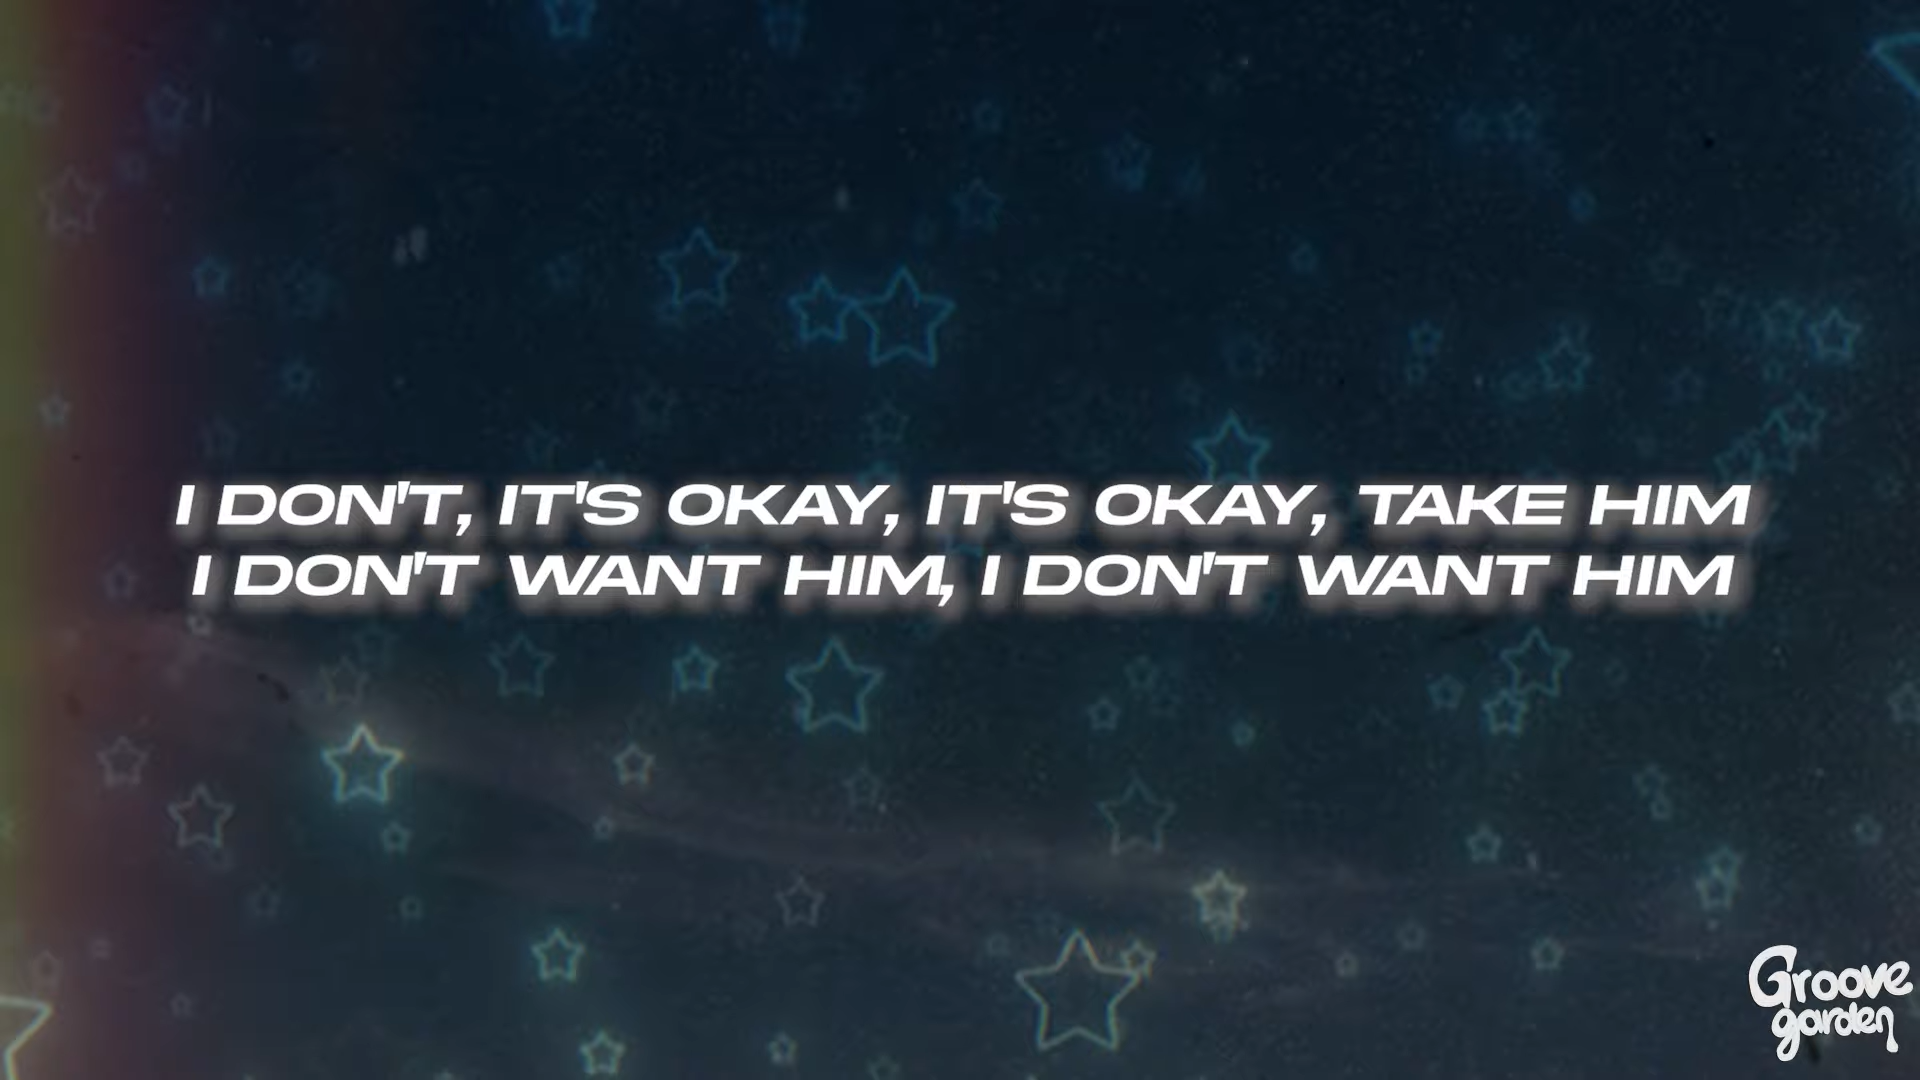 I DON'T, IT'S OKAY, IT'S OKAY, TAKE HIM
I DON'T WANT HIM, I DON'T WANT HIM
Groove
garden